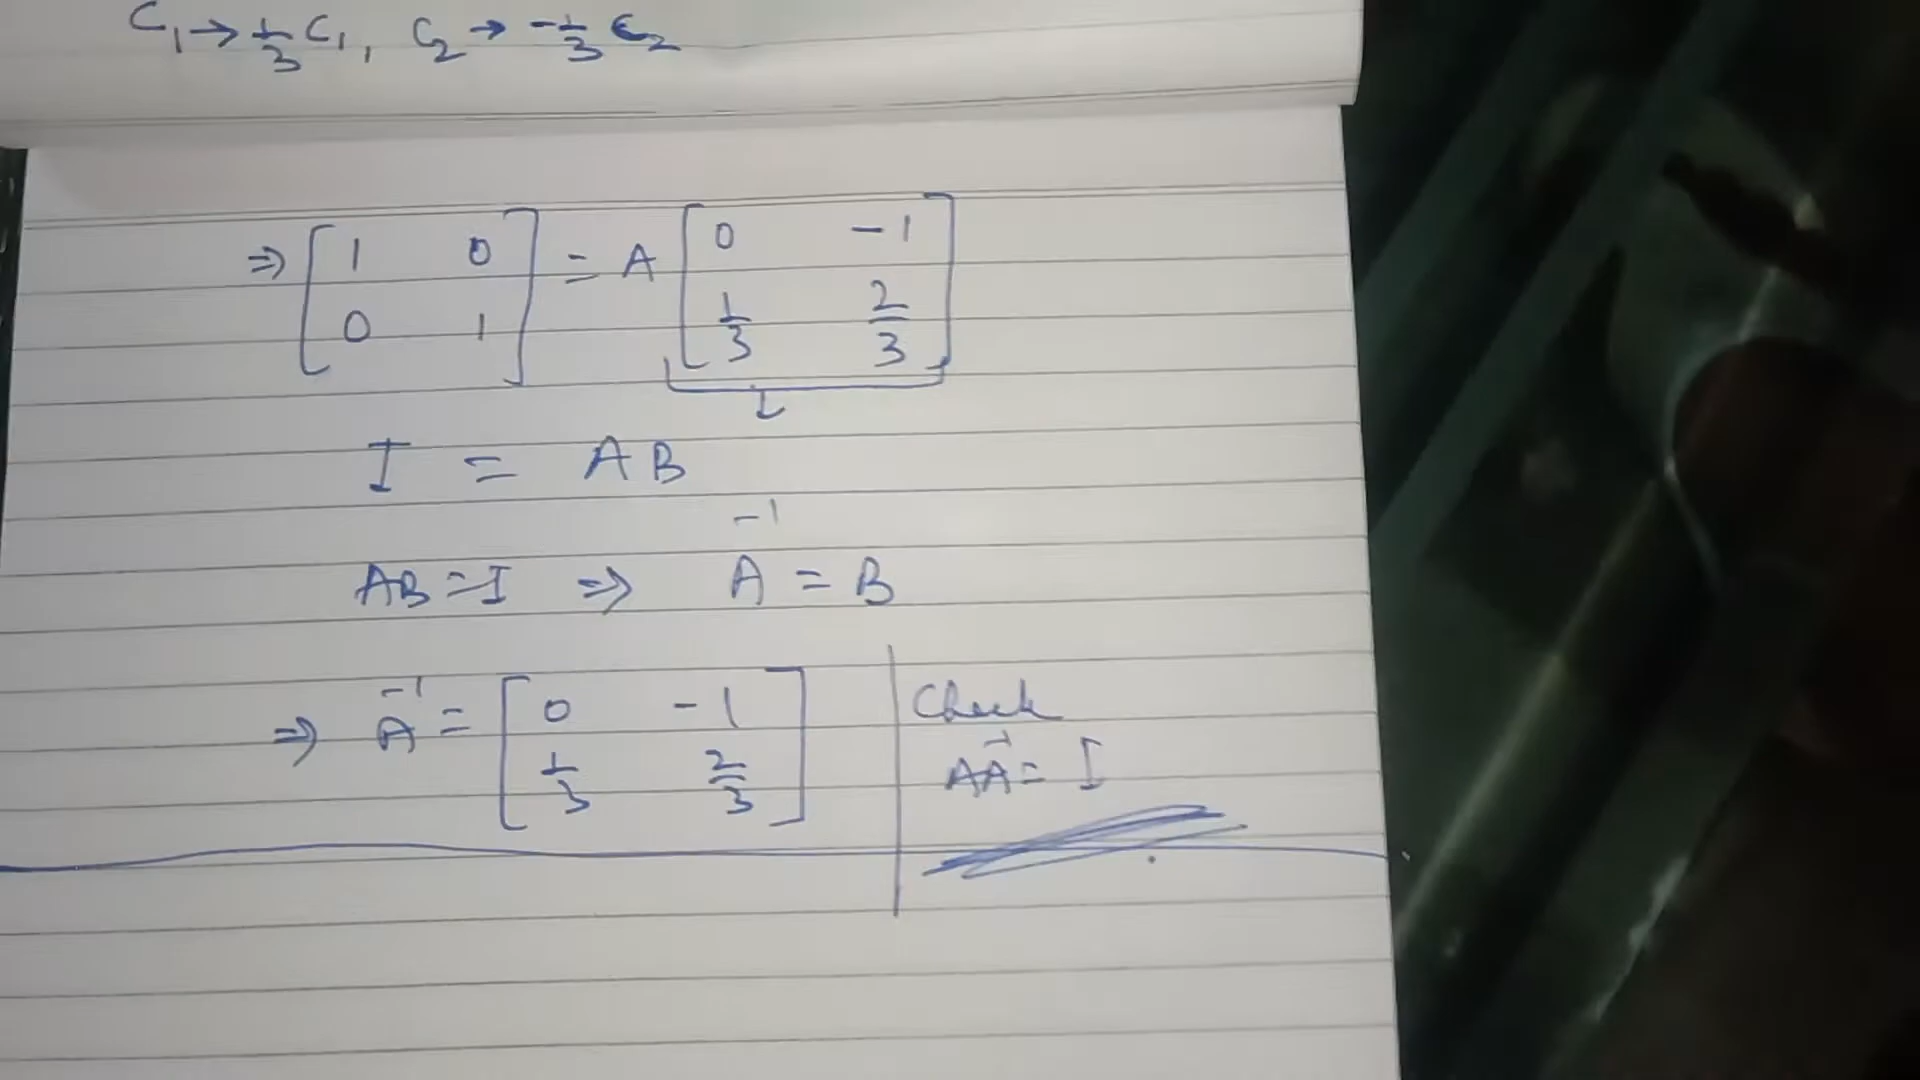 C₁ → 1/3 C₁, C₂ → -1/3 C₂
⇒ [1 0; 0 1] = A [0 -1; 1/3 2/3]
I = AB
AB = I ⇒ A⁻¹ = B
⇒ A⁻¹ = [0 -1; 1/3 2/3]
Check
AA⁻¹ = I